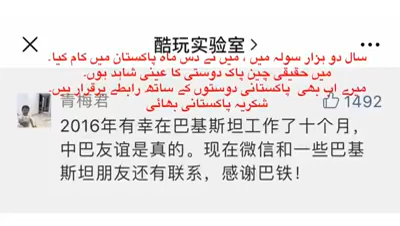 酷玩实验室
سال دو ہزار سولہ میں ، میں نے دس ماہ پاکستان میں کام کیا۔
میں حقیقی چین پاک دوستی کا عینی شاہد ہوں۔
میرے اب بھی پاکستانی دوستوں کے ساتھ رابطے برقرار ہیں۔
شکریہ پاکستانی بھائی
青梅君
1492
2016年有幸在巴基斯坦工作了十个月，
中巴友谊是真的。现在微信和一些巴基
斯坦朋友还有联系，感谢巴铁！